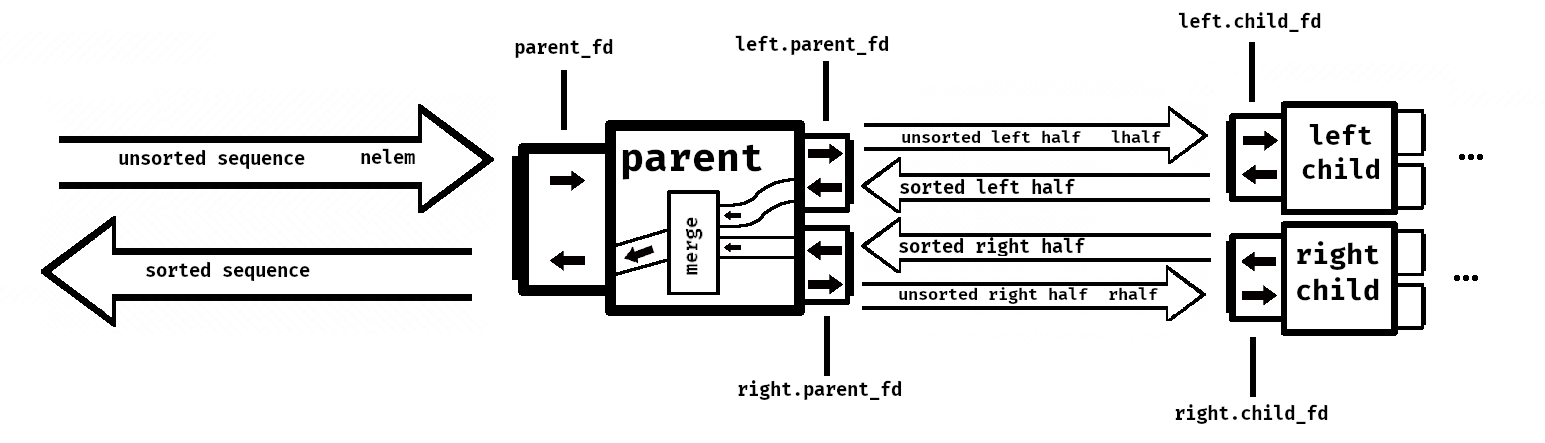 left.child_fd
parent_fd
left.parent_fd
unsorted sequence nelem
parent
unsorted left half lhalf
left
child
...
sorted left half
merge
sorted sequence
sorted right half
right
child
...
unsorted right half rhalf
right.parent_fd
right.child_fd